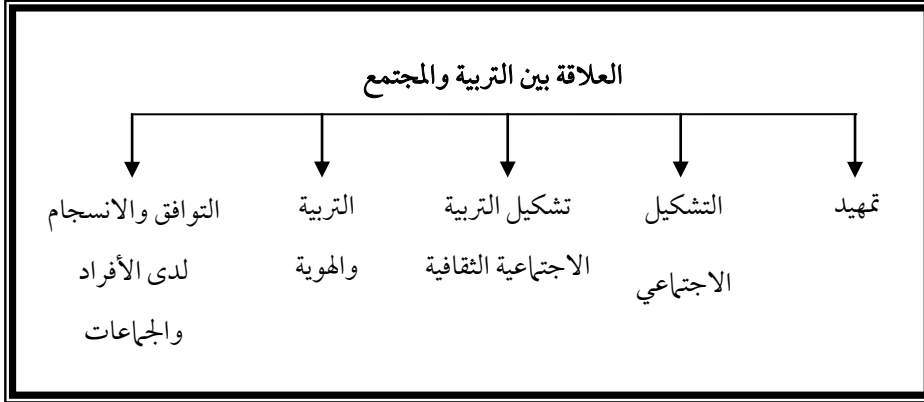 العلاقة بين التربية والمجتمع
تمهيد
التشكيل
الاجتماعي
تشكيل التربية
الاجتماعية الثقافية
التربية
والهوية
التوافق والانسجام
لدى الأفراد
والجماعات